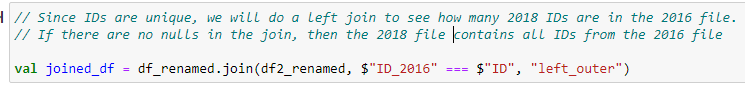 // Since IDs are unique, we will do a left join to see how many 2018 IDs are in the 2016 file.
// If there are no nulls in the join, then the 2018 file contains all IDs from the 2016 file
val joined_df = df_renamed.join(df2_renamed, $"ID_2016" === $"ID", "left_outer")